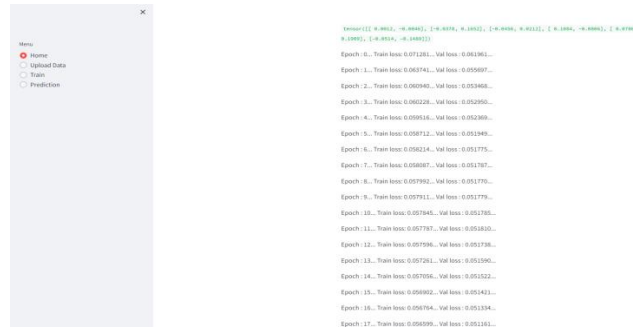 ×
Menu
Home
Upload Data
Train
Prediction
Epoch : 0... Train loss: 0.071281... Val loss : 0.061961...
Epoch : 1... Train loss: 0.063741... Val loss : 0.055697...
Epoch : 2... Train loss: 0.060940... Val loss : 0.053468...
Epoch : 3... Train loss: 0.060228... Val loss : 0.052950...
Epoch : 4... Train loss: 0.059516... Val loss : 0.052369...
Epoch : 5... Train loss: 0.058712... Val loss : 0.051949...
Epoch : 6... Train loss: 0.058214... Val loss : 0.051775...
Epoch : 7... Train loss: 0.058087... Val loss : 0.051787...
Epoch : 8... Train loss: 0.057992... Val loss : 0.051770...
Epoch : 9... Train loss: 0.057911... Val loss : 0.051779...
Epoch : 10... Train loss: 0.057845... Val loss : 0.051785...
Epoch : 11... Train loss: 0.057787... Val loss : 0.051810...
Epoch : 12... Train loss: 0.057596... Val loss : 0.051738...
Epoch : 13... Train loss: 0.057261... Val loss : 0.051590...
Epoch : 14... Train loss: 0.057056... Val loss : 0.051522...
Epoch : 15... Train loss: 0.056902... Val loss : 0.051421...
Epoch : 16... Train loss: 0.056764... Val loss : 0.051334...
Epoch : 17... Train loss: 0.056599... Val loss : 0.051161...